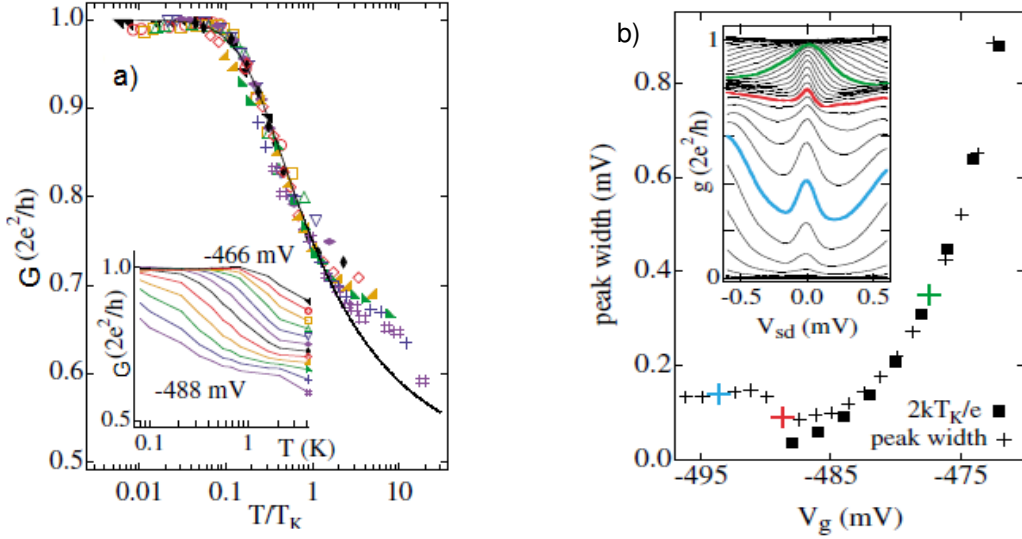 a)
G (2e²/h)
1.0
0.9
0.8
0.7
0.6
0.5
0.01
0.1
1
10
T/T_K
-466 mV
-488 mV
G (2e²/h)
1.0
0.5
0.1
1
T (K)
b)
peak width (mV)
0.8
0.6
0.4
0.2
0.0
-495
-485
-475
V_g (mV)
2kT_K/e
peak width
g (2e²/h)
1
0
-0.5
0.0
0.5
V_sd (mV)